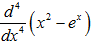 d⁴/dx⁴ (x² − eˣ)